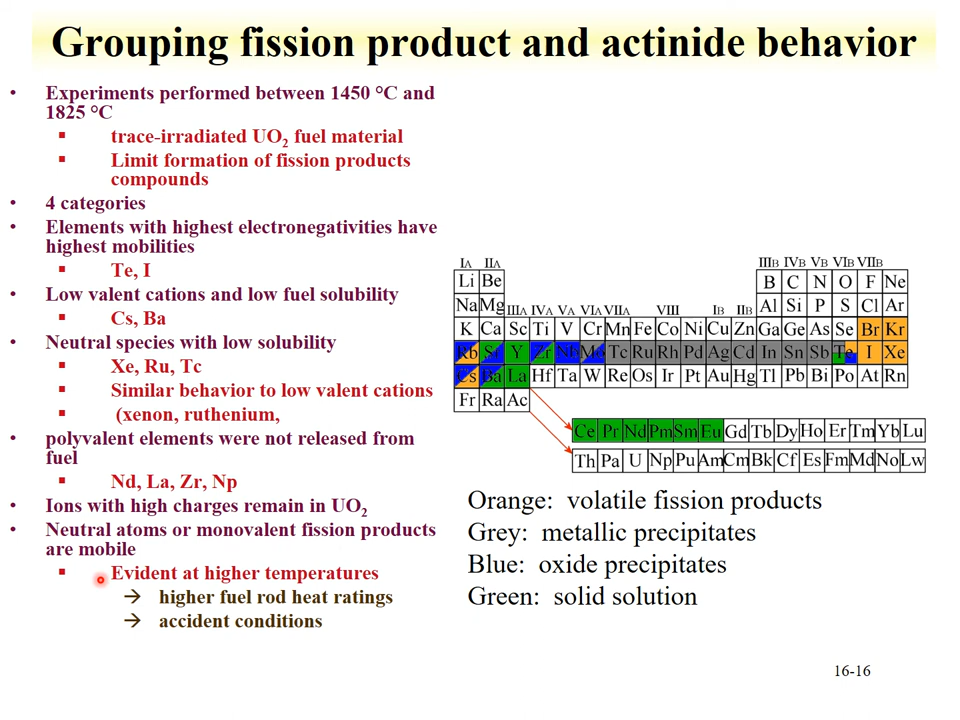 Grouping fission product and actinide behavior
• Experiments performed between 1450 °C and
1825 °C
▪ trace-irradiated UO2 fuel material
▪ Limit formation of fission products
compounds
• 4 categories
• Elements with highest electronegativities have
highest mobilities
▪ Te, I
• Low valent cations and low fuel solubility
▪ Cs, Ba
• Neutral species with low solubility
▪ Xe, Ru, Tc
▪ Similar behavior to low valent cations
▪ (xenon, ruthenium,
• polyvalent elements were not released from
fuel
▪ Nd, La, Zr, Np
• Ions with high charges remain in UO2
• Neutral atoms or monovalent fission products
are mobile
▪ Evident at higher temperatures
→ higher fuel rod heat ratings
→ accident conditions
IA IIA IIIB IVB VB VIB VIIB
Li Be B C N O F Ne
Na Mg IIIA IVA VA VIA VIIA VIII IB IIB Al Si P S Cl Ar
K Ca Sc Ti V Cr Mn Fe Co Ni Cu Zn Ga Ge As Se Br Kr
Rb Sr Y Zr Nb Mo Tc Ru Rh Pd Ag Cd In Sn Sb Te I Xe
Cs Ba La Hf Ta W Re Os Ir Pt Au Hg Tl Pb Bi Po At Rn
Fr Ra Ac
Ce Pr Nd Pm Sm Eu Gd Tb Dy Ho Er Tm Yb Lu
Th Pa U Np Pu Am Cm Bk Cf Es Fm Md No Lw
Orange: volatile fission products
Grey: metallic precipitates
Blue: oxide precipitates
Green: solid solution
16-16